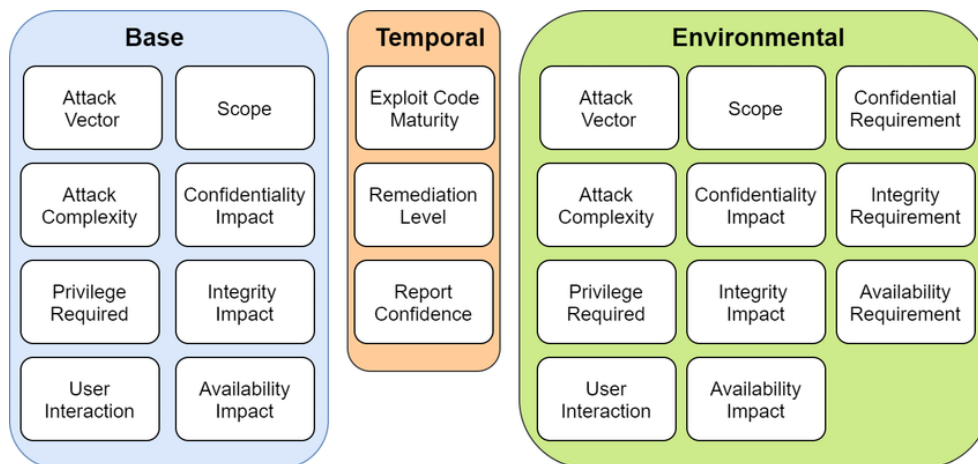 Base
Attack
Vector
Scope
Attack
Complexity
Confidentiality
Impact
Privilege
Required
Integrity
Impact
User
Interaction
Availability
Impact
Temporal
Exploit Code
Maturity
Remediation
Level
Report
Confidence
Environmental
Attack
Vector
Scope
Confidential
Requirement
Attack
Complexity
Confidentiality
Impact
Integrity
Requirement
Privilege
Required
Integrity
Impact
Availability
Requirement
User
Interaction
Availability
Impact